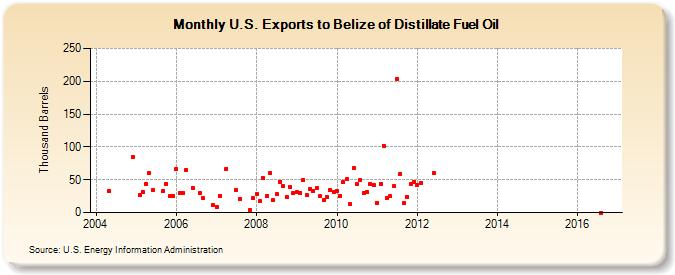 Monthly U.S. Exports to Belize of Distillate Fuel Oil
Thousand Barrels
250
200
150
100
50
0
2004 2006 2008 2010 2012 2014 2016
Source: U.S. Energy Information Administration